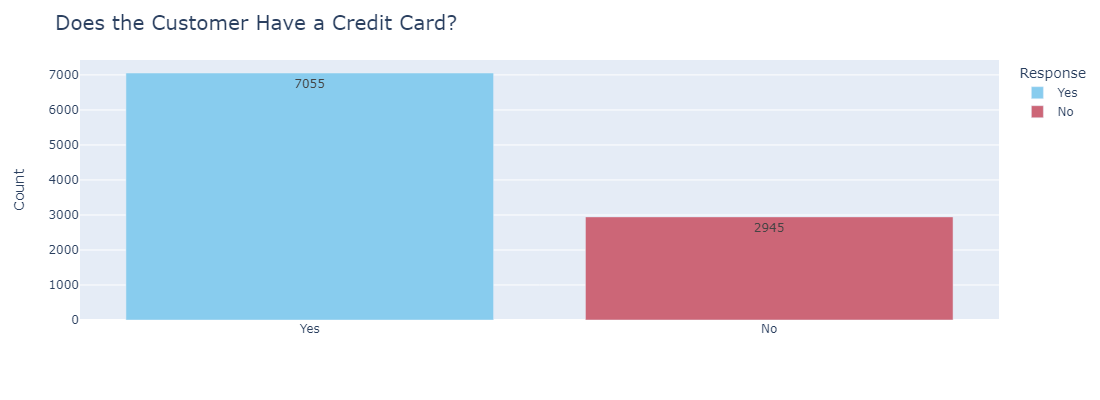 Does the Customer Have a Credit Card?
Count
7000
6000
5000
4000
3000
2000
1000
0
7055
2945
Yes
No
Response
Yes
No